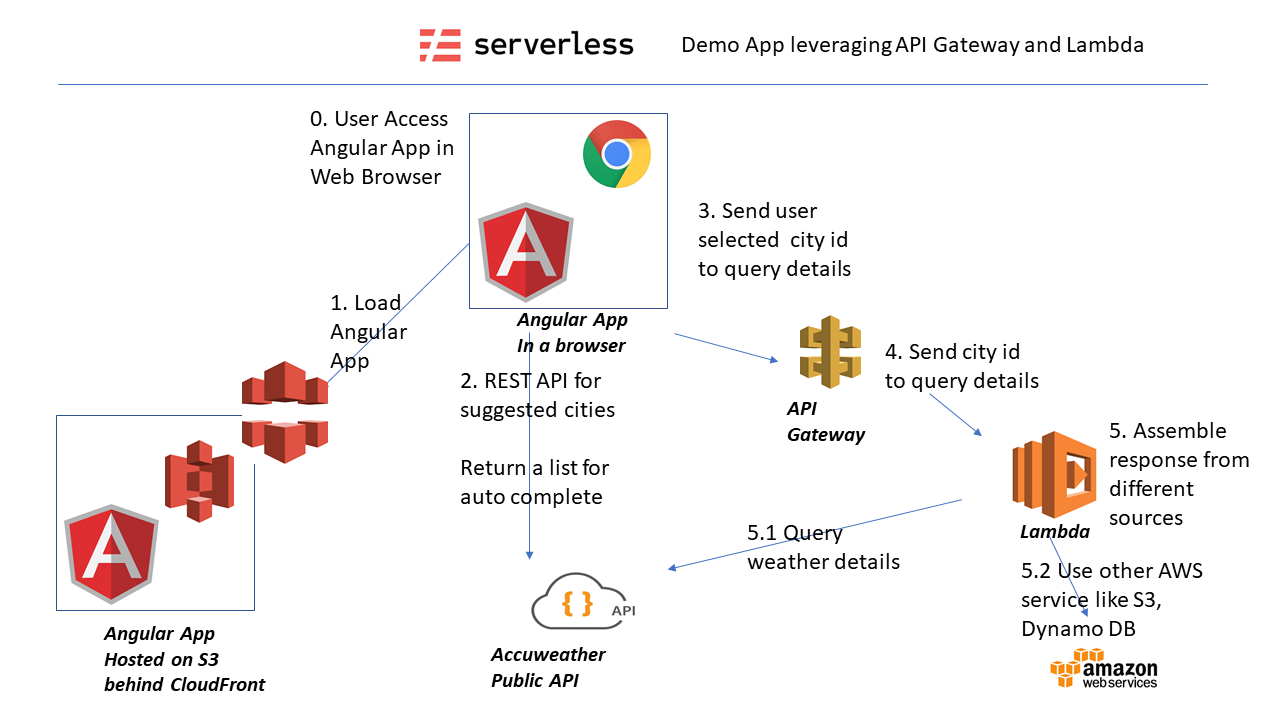 serverless
Demo App leveraging API Gateway and Lambda
0. User Access
Angular App in
Web Browser
3. Send user
selected city id
to query details
1. Load
Angular
App
Angular App
In a browser
2. REST API for
suggested cities
Return a list for
auto complete
4. Send city id
to query details
API
Gateway
5. Assemble
response from
different
sources
Lambda
5.1 Query
weather details
5.2 Use other AWS
service like S3,
Dynamo DB
{ } API
Accuweather
Public API
Angular App
Hosted on S3
behind CloudFront
amazon
web services